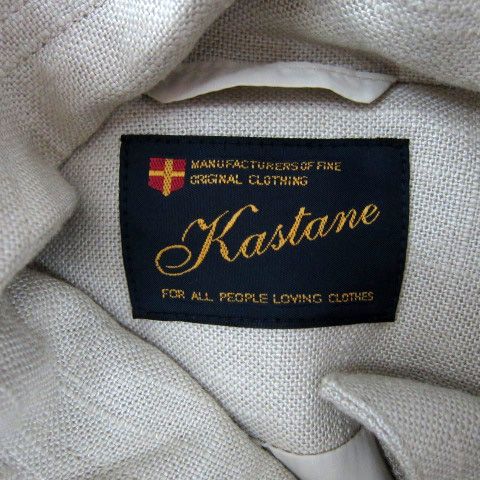 MANUFACTURERS OF FINE
ORIGINAL CLOTHING
Kastane
FOR ALL PEOPLE LOVING CLOTHES